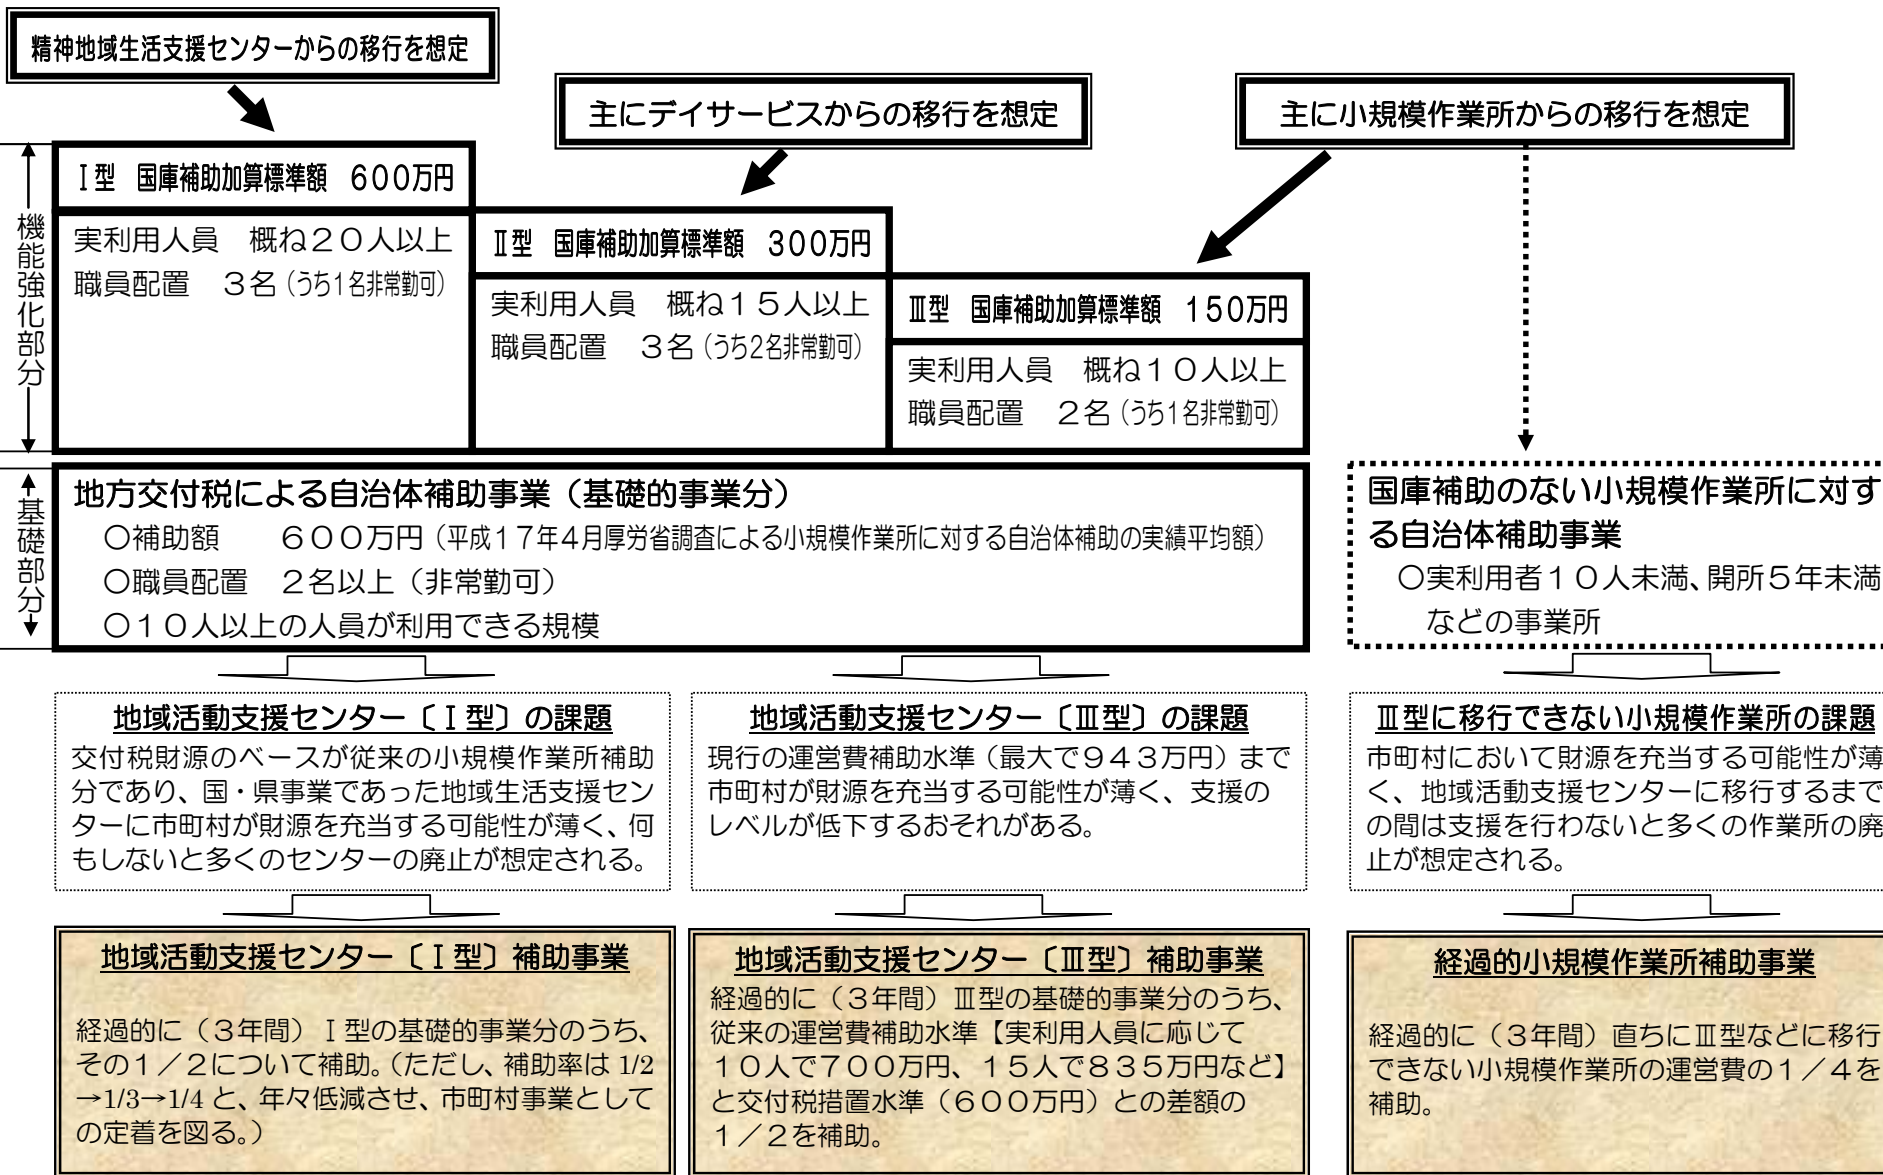 精神地域生活支援センターからの移行を想定
主にデイサービスからの移行を想定
主に小規模作業所からの移行を想定
機能強化部分
Ⅰ型　国庫補助加算標準額　６００万円
実利用人員　概ね２０人以上
職員配置　３名（うち１名非常勤可）
Ⅱ型　国庫補助加算標準額　３００万円
実利用人員　概ね１５人以上
職員配置　３名（うち２名非常勤可）
Ⅲ型　国庫補助加算標準額　１５０万円
実利用人員　概ね１０人以上
職員配置　２名（うち１名非常勤可）
基礎部分
地方交付税による自治体補助事業（基礎的事業分）
○補助額　　６００万円（平成１７年４月厚労省調査による小規模作業所に対する自治体補助の実績平均額）
○職員配置　２名以上（非常勤可）
○１０人以上の人員が利用できる規模
国庫補助のない小規模作業所に対す
る自治体補助事業
○実利用者１０人未満、開所５年未満
などの事業所
地域活動支援センター〔Ⅰ型〕の課題
交付税財源のベースが従来の小規模作業所補助
分であり、国・県事業であった地域生活支援セン
ターに市町村が財源を充当する可能性が薄く、何
もしないと多くのセンターの廃止が想定される。
地域活動支援センター〔Ⅲ型〕の課題
現行の運営費補助水準（最大で９４３万円）まで
市町村が財源を充当する可能性が薄く、支援の
レベルが低下するおそれがある。
Ⅲ型に移行できない小規模作業所の課題
市町村において財源を充当する可能性が薄
く、地域活動支援センターに移行するまで
の間は支援を行わないと多くの作業所の廃
止が想定される。
地域活動支援センター〔Ⅰ型〕補助事業
経過的に（３年間）Ⅰ型の基礎的事業分のうち、
その１／２について補助。（ただし、補助率は 1/2
→1/3→1/4 と、年々低減させ、市町村事業として
の定着を図る。）
地域活動支援センター〔Ⅲ型〕補助事業
経過的に（３年間）Ⅲ型の基礎的事業分のうち、
従来の運営費補助水準【実利用人員に応じて
１０人で７００万円、１５人で８３５万円など】
と交付税措置水準（６００万円）との差額の
１／２を補助。
経過的小規模作業所補助事業
経過的に（３年間）直ちにⅢ型などに移行
できない小規模作業所の運営費の１／４を
補助。